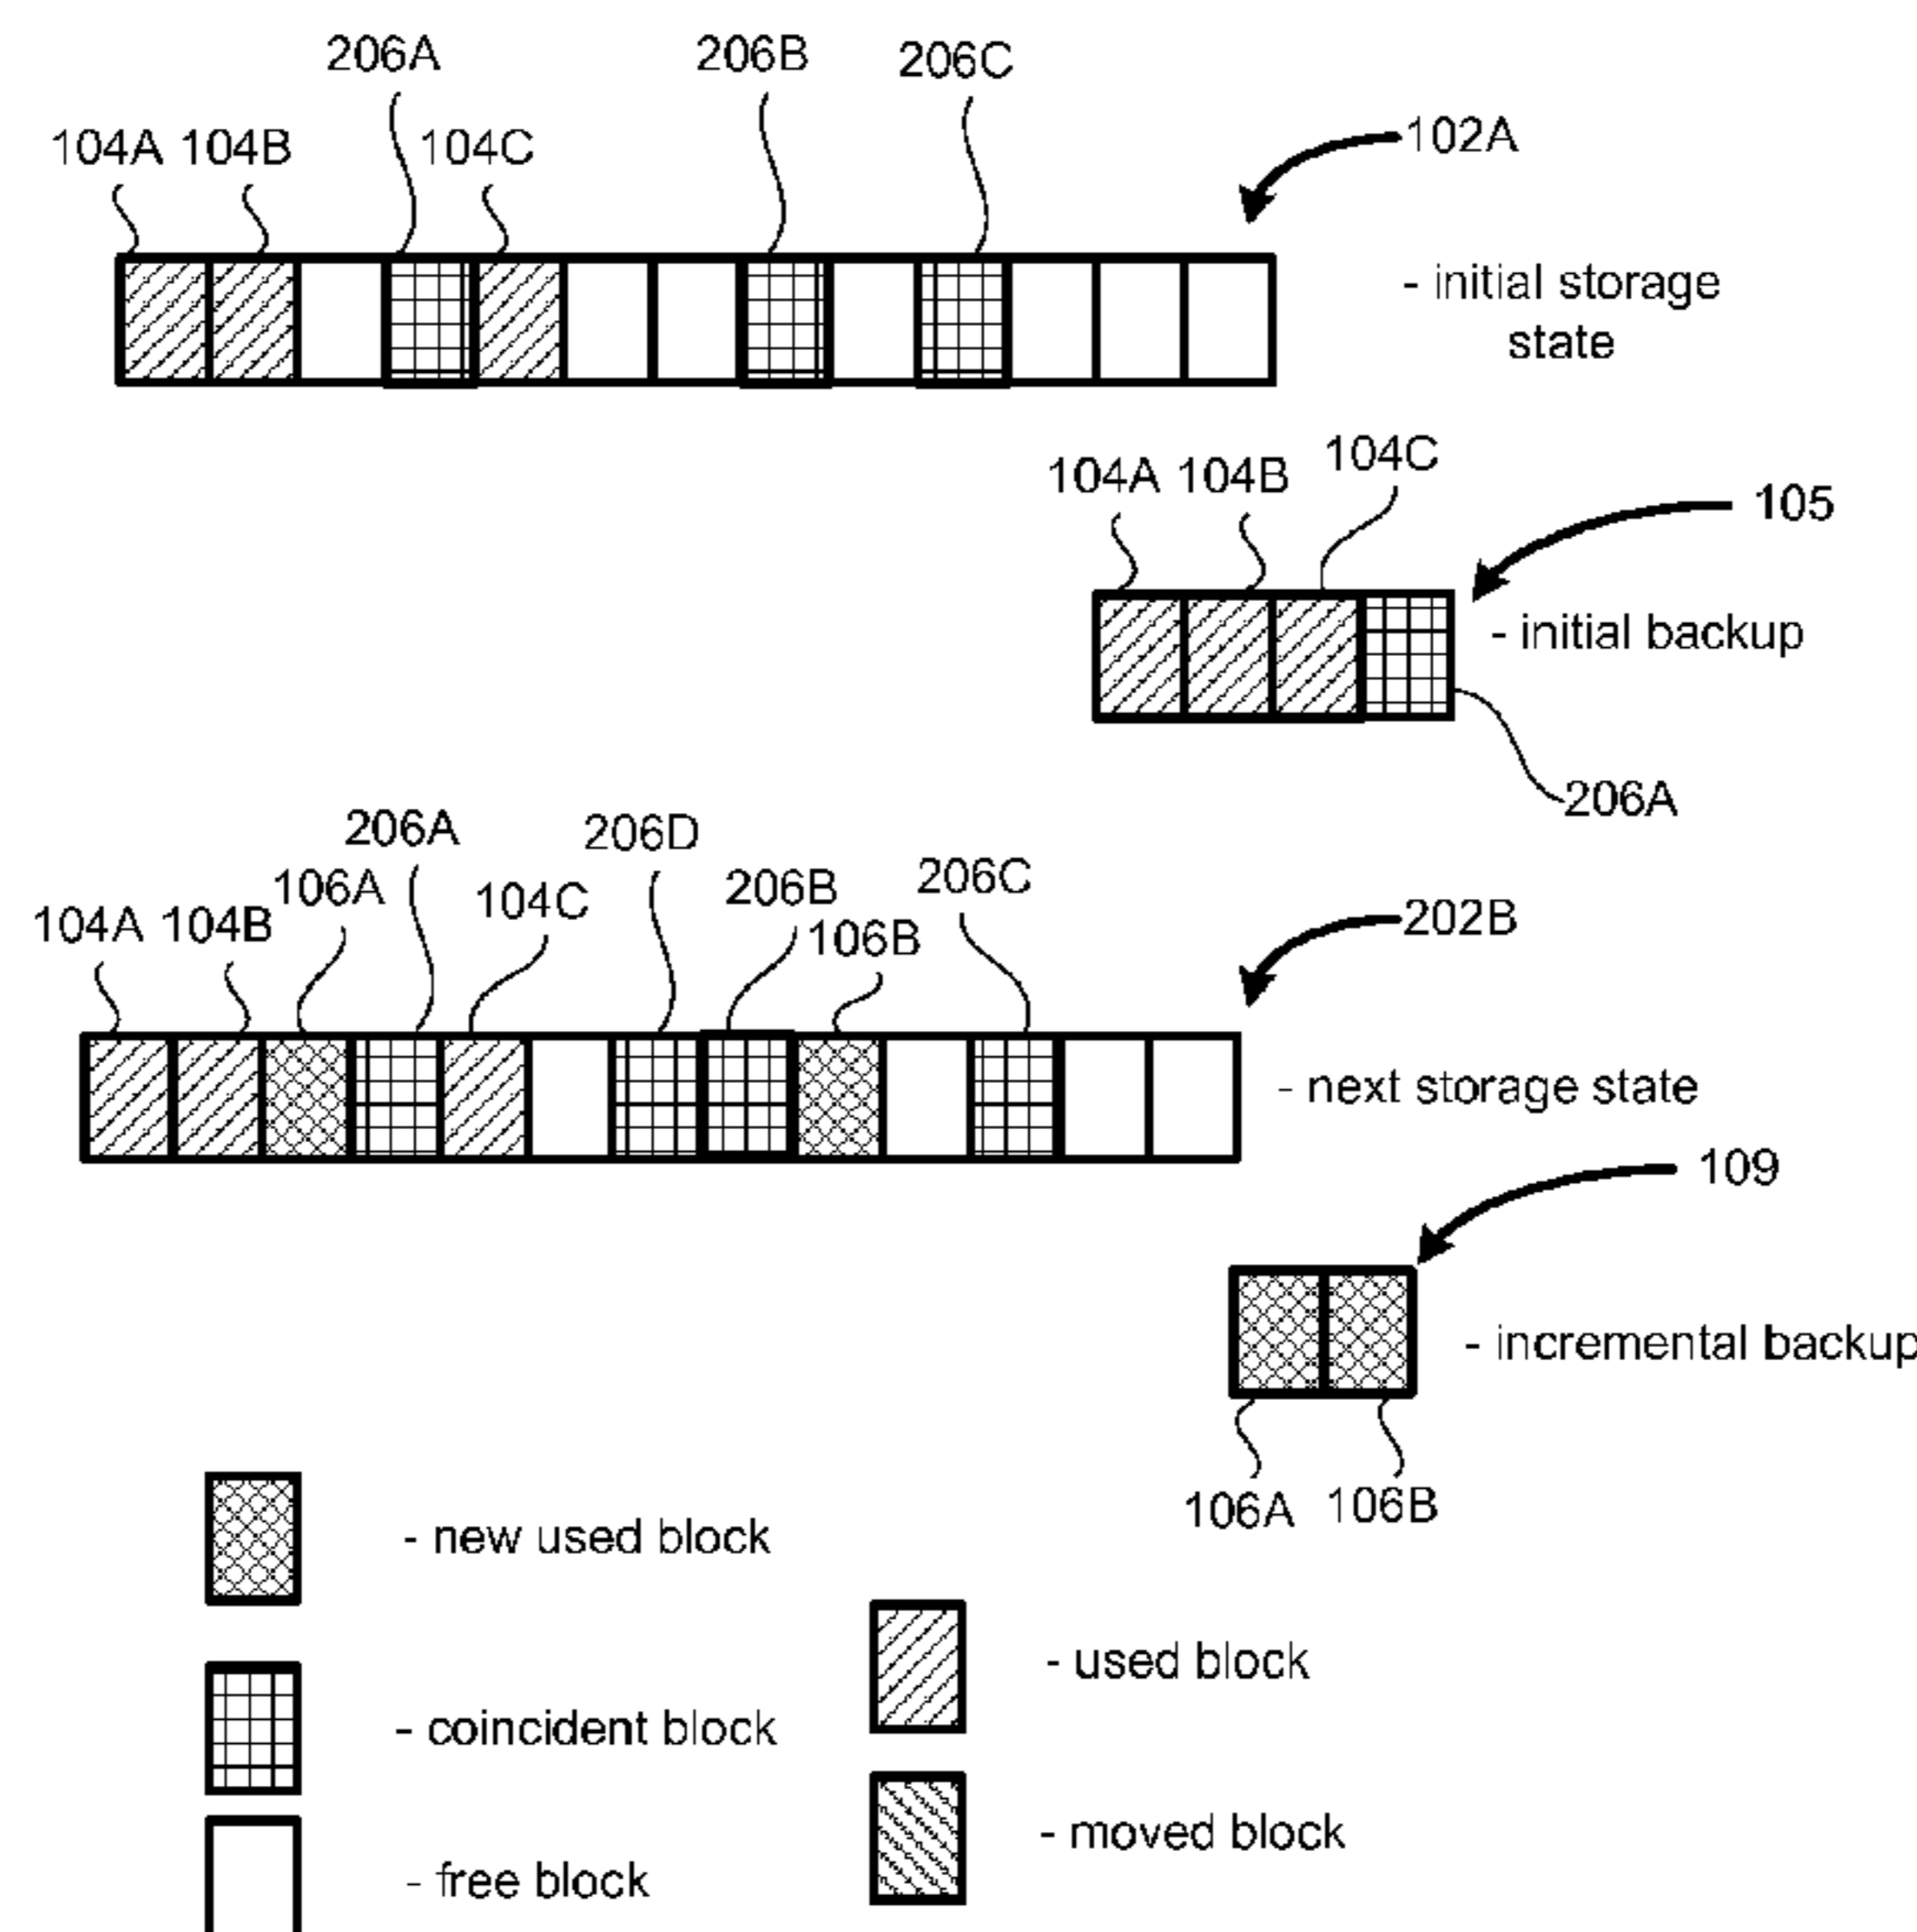 206A 206B 206C
104A 104B 104C 102A
- initial storage
state
104A 104B 104C
105
- initial backup
206A
206A 206D
106A 104C 206B 206C
104A 104B 106B 202B
- next storage state
109
- incremental backup
106A 106B
- new used block
- used block
- coincident block
- moved block
- free block